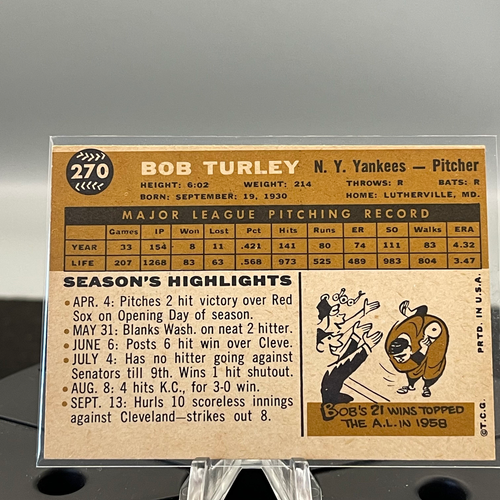 270
BOB TURLEY N. Y. Yankees — Pitcher
HEIGHT: 6:02 WEIGHT: 214 THROWS: R BATS: R
BORN: SEPTEMBER, 19, 1930 HOME: LUTHERVILLE, MD.
MAJOR LEAGUE PITCHING RECORD
Games IP Won Lost Pct Hits Runs ER SO Walks ERA
YEAR 33 154 8 11 .421 141 80 74 111 83 4.32
LIFE 207 1268 83 63 .568 973 525 489 983 804 3.47
SEASON'S HIGHLIGHTS
• APR. 4: Pitches 2 hit victory over Red
Sox on Opening Day of season.
• MAY 31: Blanks Wash. on neat 2 hitter.
• JUNE 6: Posts 6 hit win over Cleve.
• JULY 4: Has no hitter going against
Senators till 9th. Wins 1 hit shutout.
• AUG. 8: 4 hits K.C., for 3-0 win.
• SEPT. 13: Hurls 10 scoreless innings
against Cleveland—strikes out 8.
BOB'S 21 WINS TOPPED
THE A.L. IN 1958
©T.C.G. PRTD. IN U.S.A.